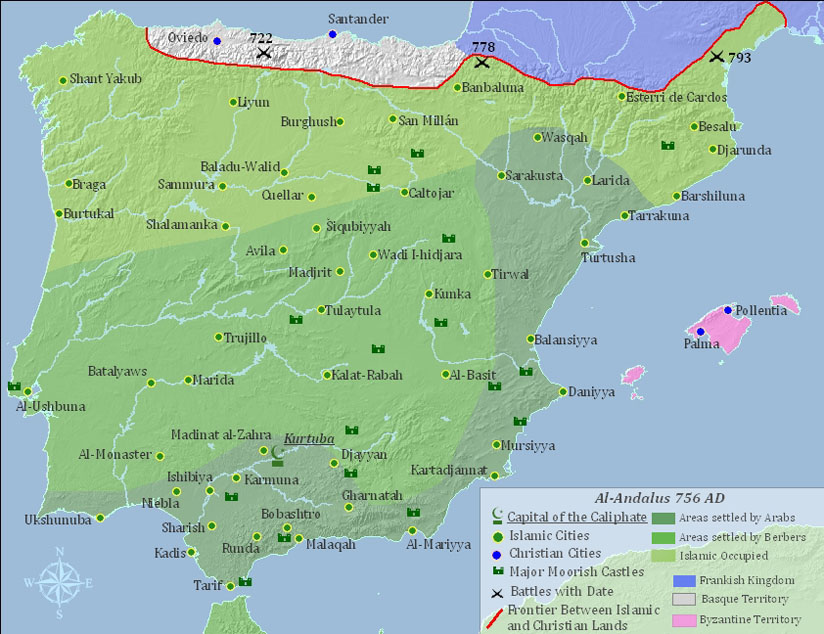 Santander
Oviedo
722
778
793
Shant Yakub
Banbaluna
Esterri de Cardos
Liyun
Burghush
San Millán
Besalu
Wasqah
Djarunda
Baladu-Walid
Sarakusta
Larida
Braga
Sammura
Quellar
Caltojar
Barshiluna
Burtukal
Tarrakuna
Shalamanka
Siqubiyyah
Avila
Wadi I-hidjara
Turtusha
Madjrit
Tirwal
Kunka
Tulaytula
Pollentia
Trujillo
Balansiyya
Palma
Batalyaws
Marida
Kalat-Rabah
Al-Basit
Daniyya
Al-Ushbuna
Madinat al-Zahra
Kurtuba
Mursiyya
Al-Monaster
Djayyan
Ishibiya
Karmuna
Kartadjannat
Niebla
Gharnatah
Ukshunuba
Bobashtro
Sharish
Runda
Malaqah
Al-Mariyya
Kadis
Tarif
N
W
E
S
Al-Andalus 756 AD
Capital of the Caliphate
Islamic Cities
Christian Cities
Major Moorish Castles
Battles with Date
Frontier Between Islamic
and Christian Lands
Areas settled by Arabs
Areas settled by Berbers
Islamic Occupied
Frankish Kingdom
Basque Territory
Byzantine Territory